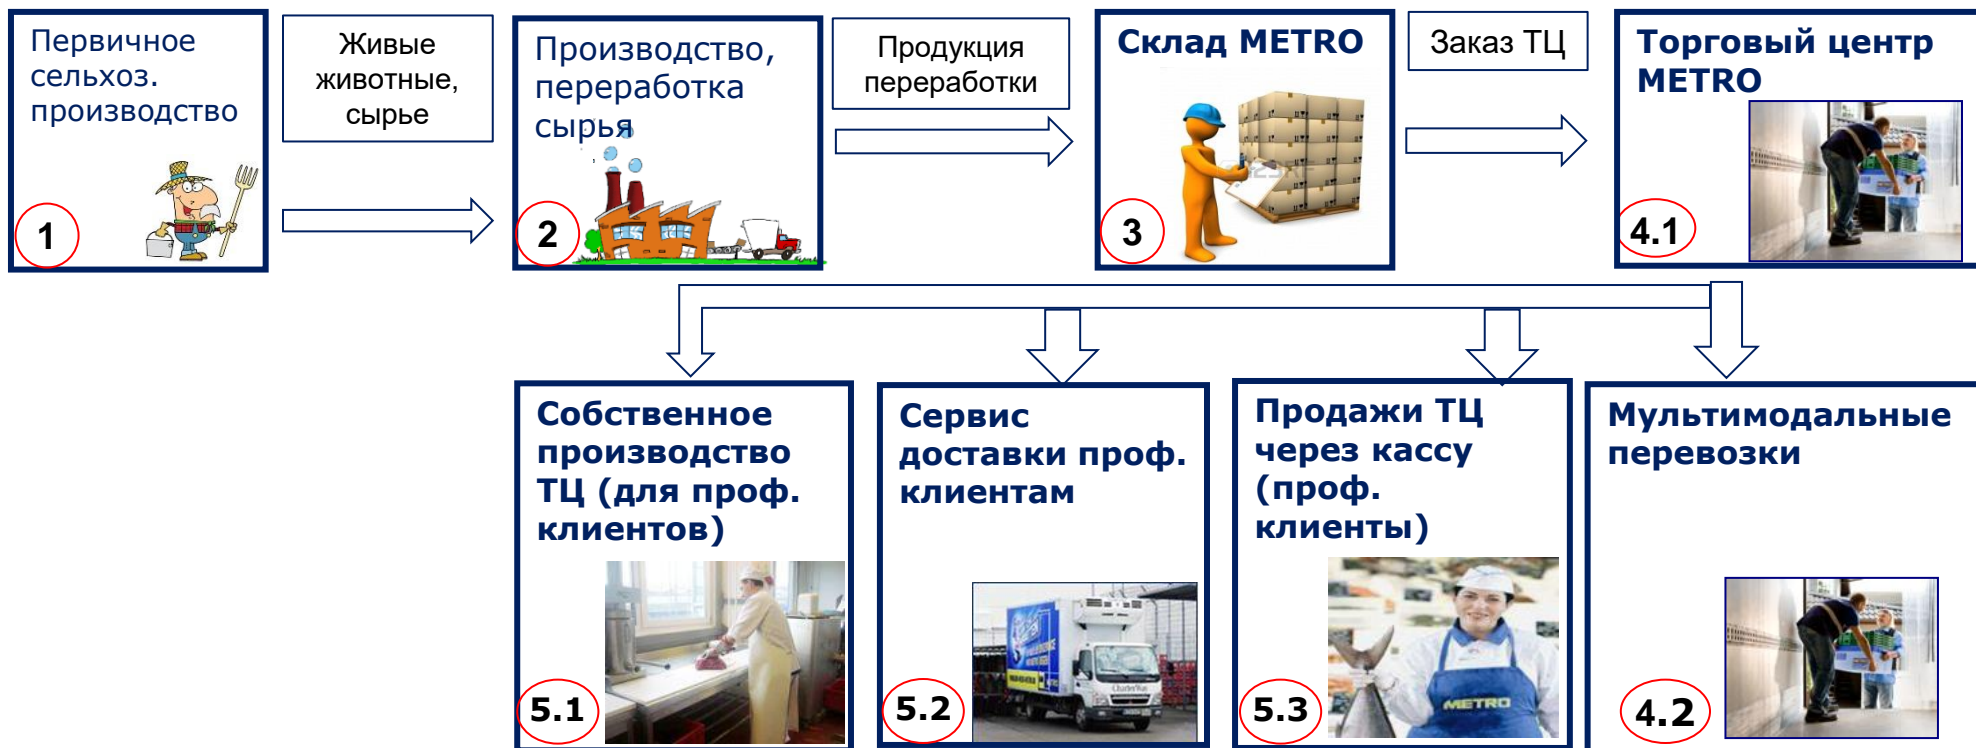 Первичное
сельхоз.
производство
1
Живые
животные,
сырье
Производство,
переработка
сырья
2
Продукция
переработки
Склад METRO
3
Заказ ТЦ
Торговый центр
METRO
4.1
Собственное
производство
ТЦ (для проф.
клиентов)
5.1
Сервис
доставки проф.
клиентам
METRO
5.2
Продажи ТЦ
через кассу
(проф.
клиенты)
METRO
5.3
Мультимодальные
перевозки
4.2